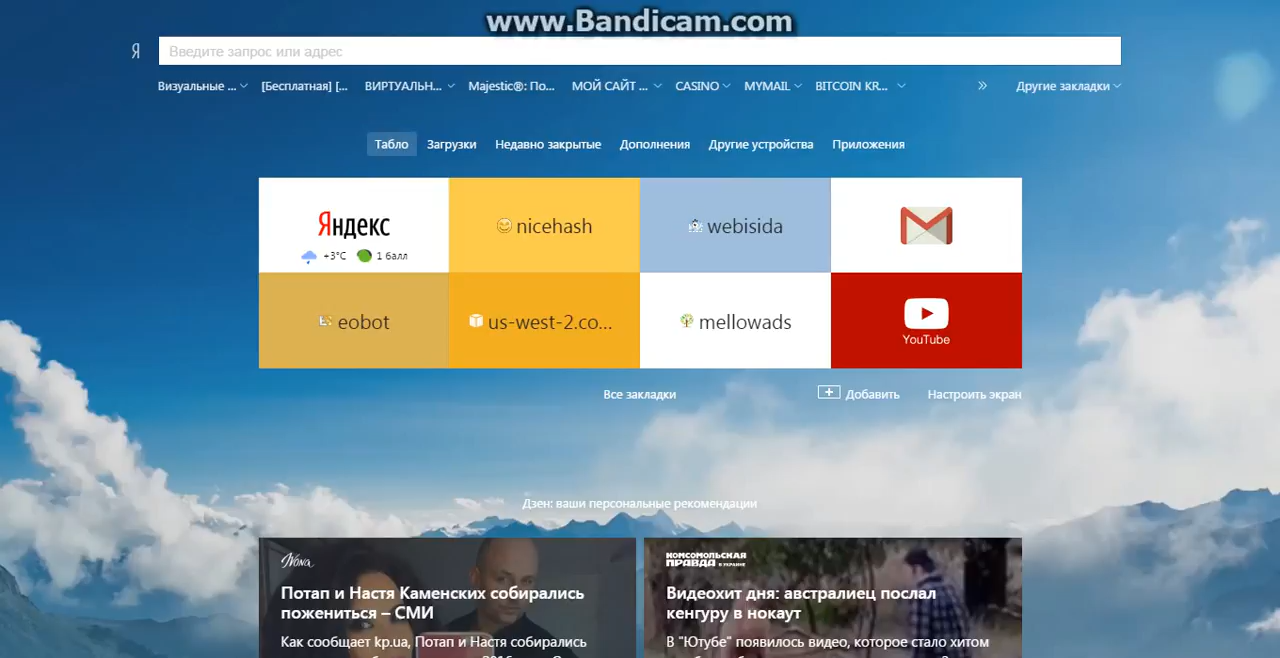 www.Bandicam.com
Я Введите запрос или адрес
Визуальные ... [Бесплатная] [... ВИРТУАЛЬН... Majestic®: По... МОЙ САЙТ ... CASINO MYMAIL BITCOIN KR... » Другие закладки
Табло Загрузки Недавно закрытые Дополнения Другие устройства Приложения
Яндекс
+3°C 1 балл
nicehash
webisida
eobot
us-west-2.co...
mellowads
YouTube
Все закладки Добавить Настроить экран
Дзен: ваши персональные рекомендации
Nona
Потап и Настя Каменских собирались
пожениться – СМИ
Как сообщает kp.ua, Потап и Настя собирались
КОМСОМОЛЬСКАЯ
ПРАВДА В УКРАИНЕ
Видеохит дня: австралиец послал
кенгуру в нокаут
В "Ютубе" появилось видео, которое стало хитом